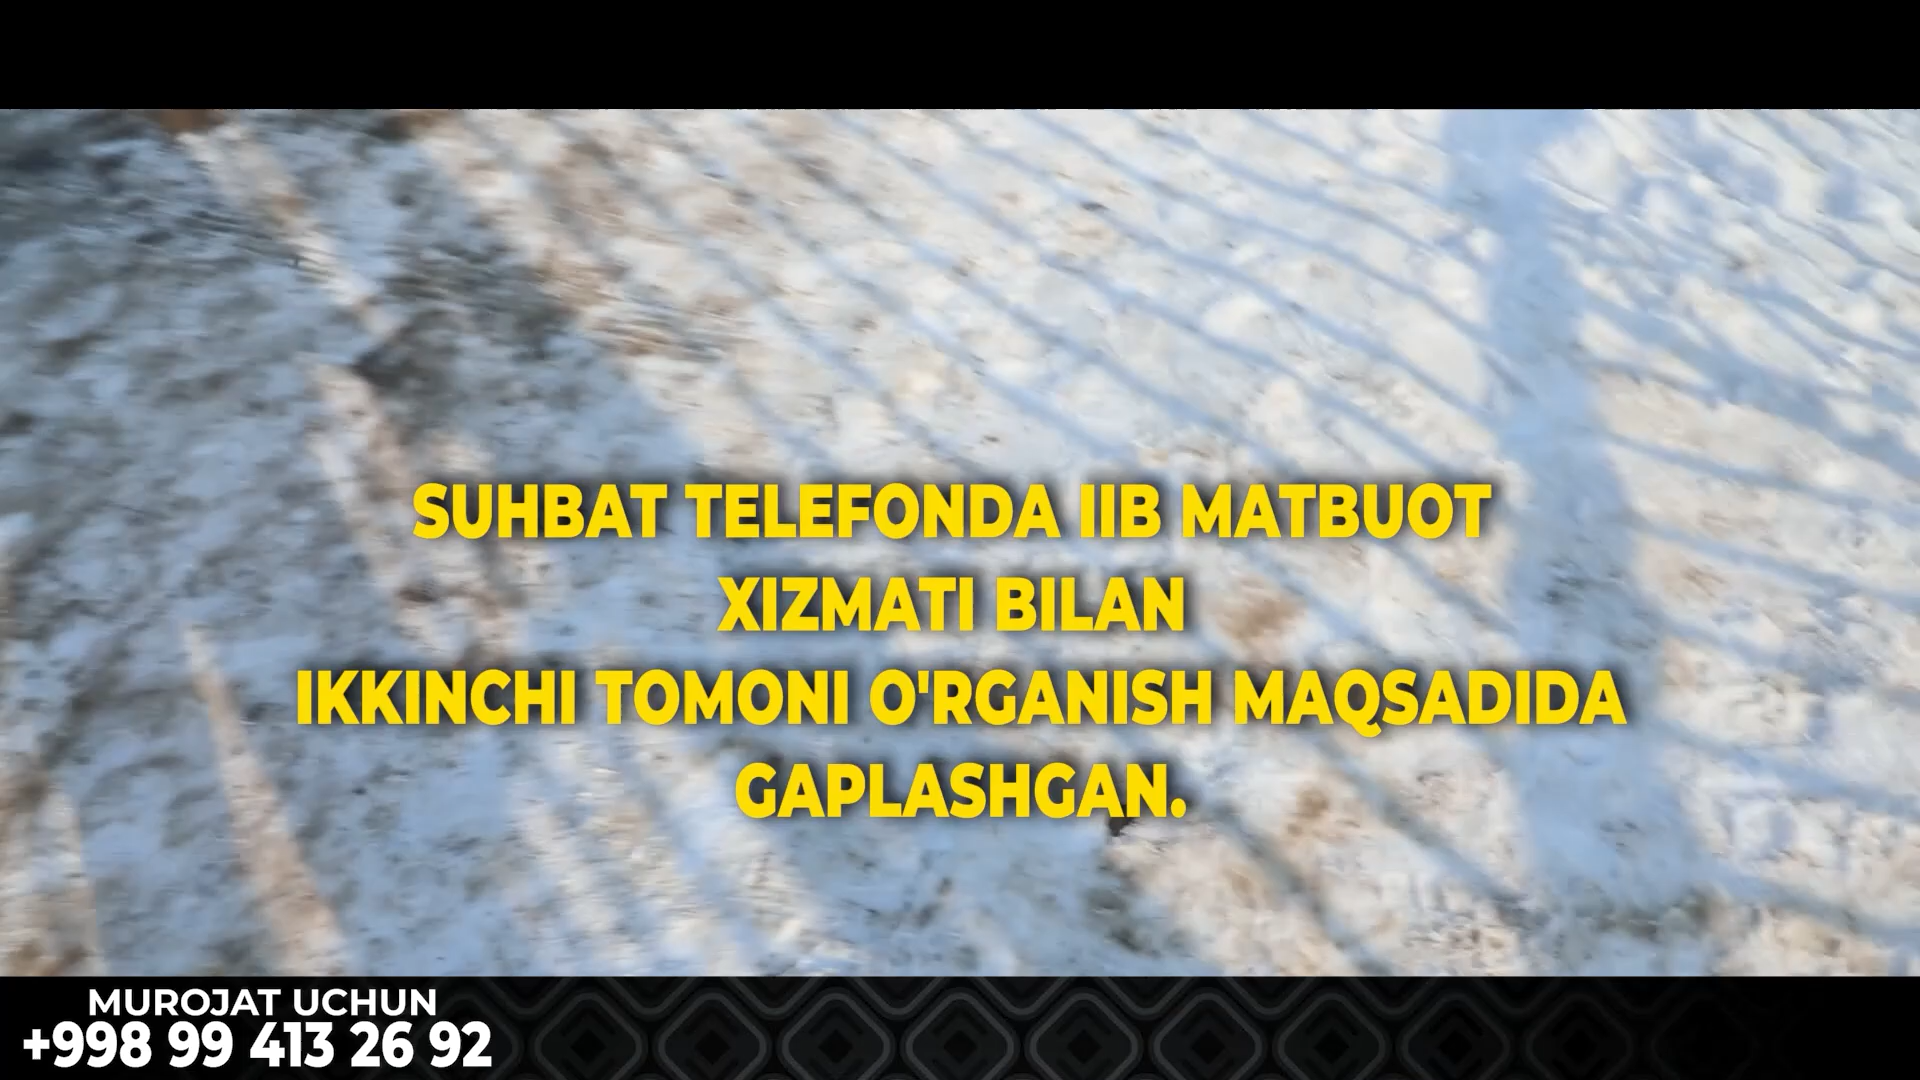 SUHBAT TELEFONDA IIB MATBUOT
XIZMATI BILAN
IKKINCHI TOMONI O'RGANISH MAQSADIDA
GAPLASHGAN.
MUROJAT UCHUN
+998 99 413 26 92